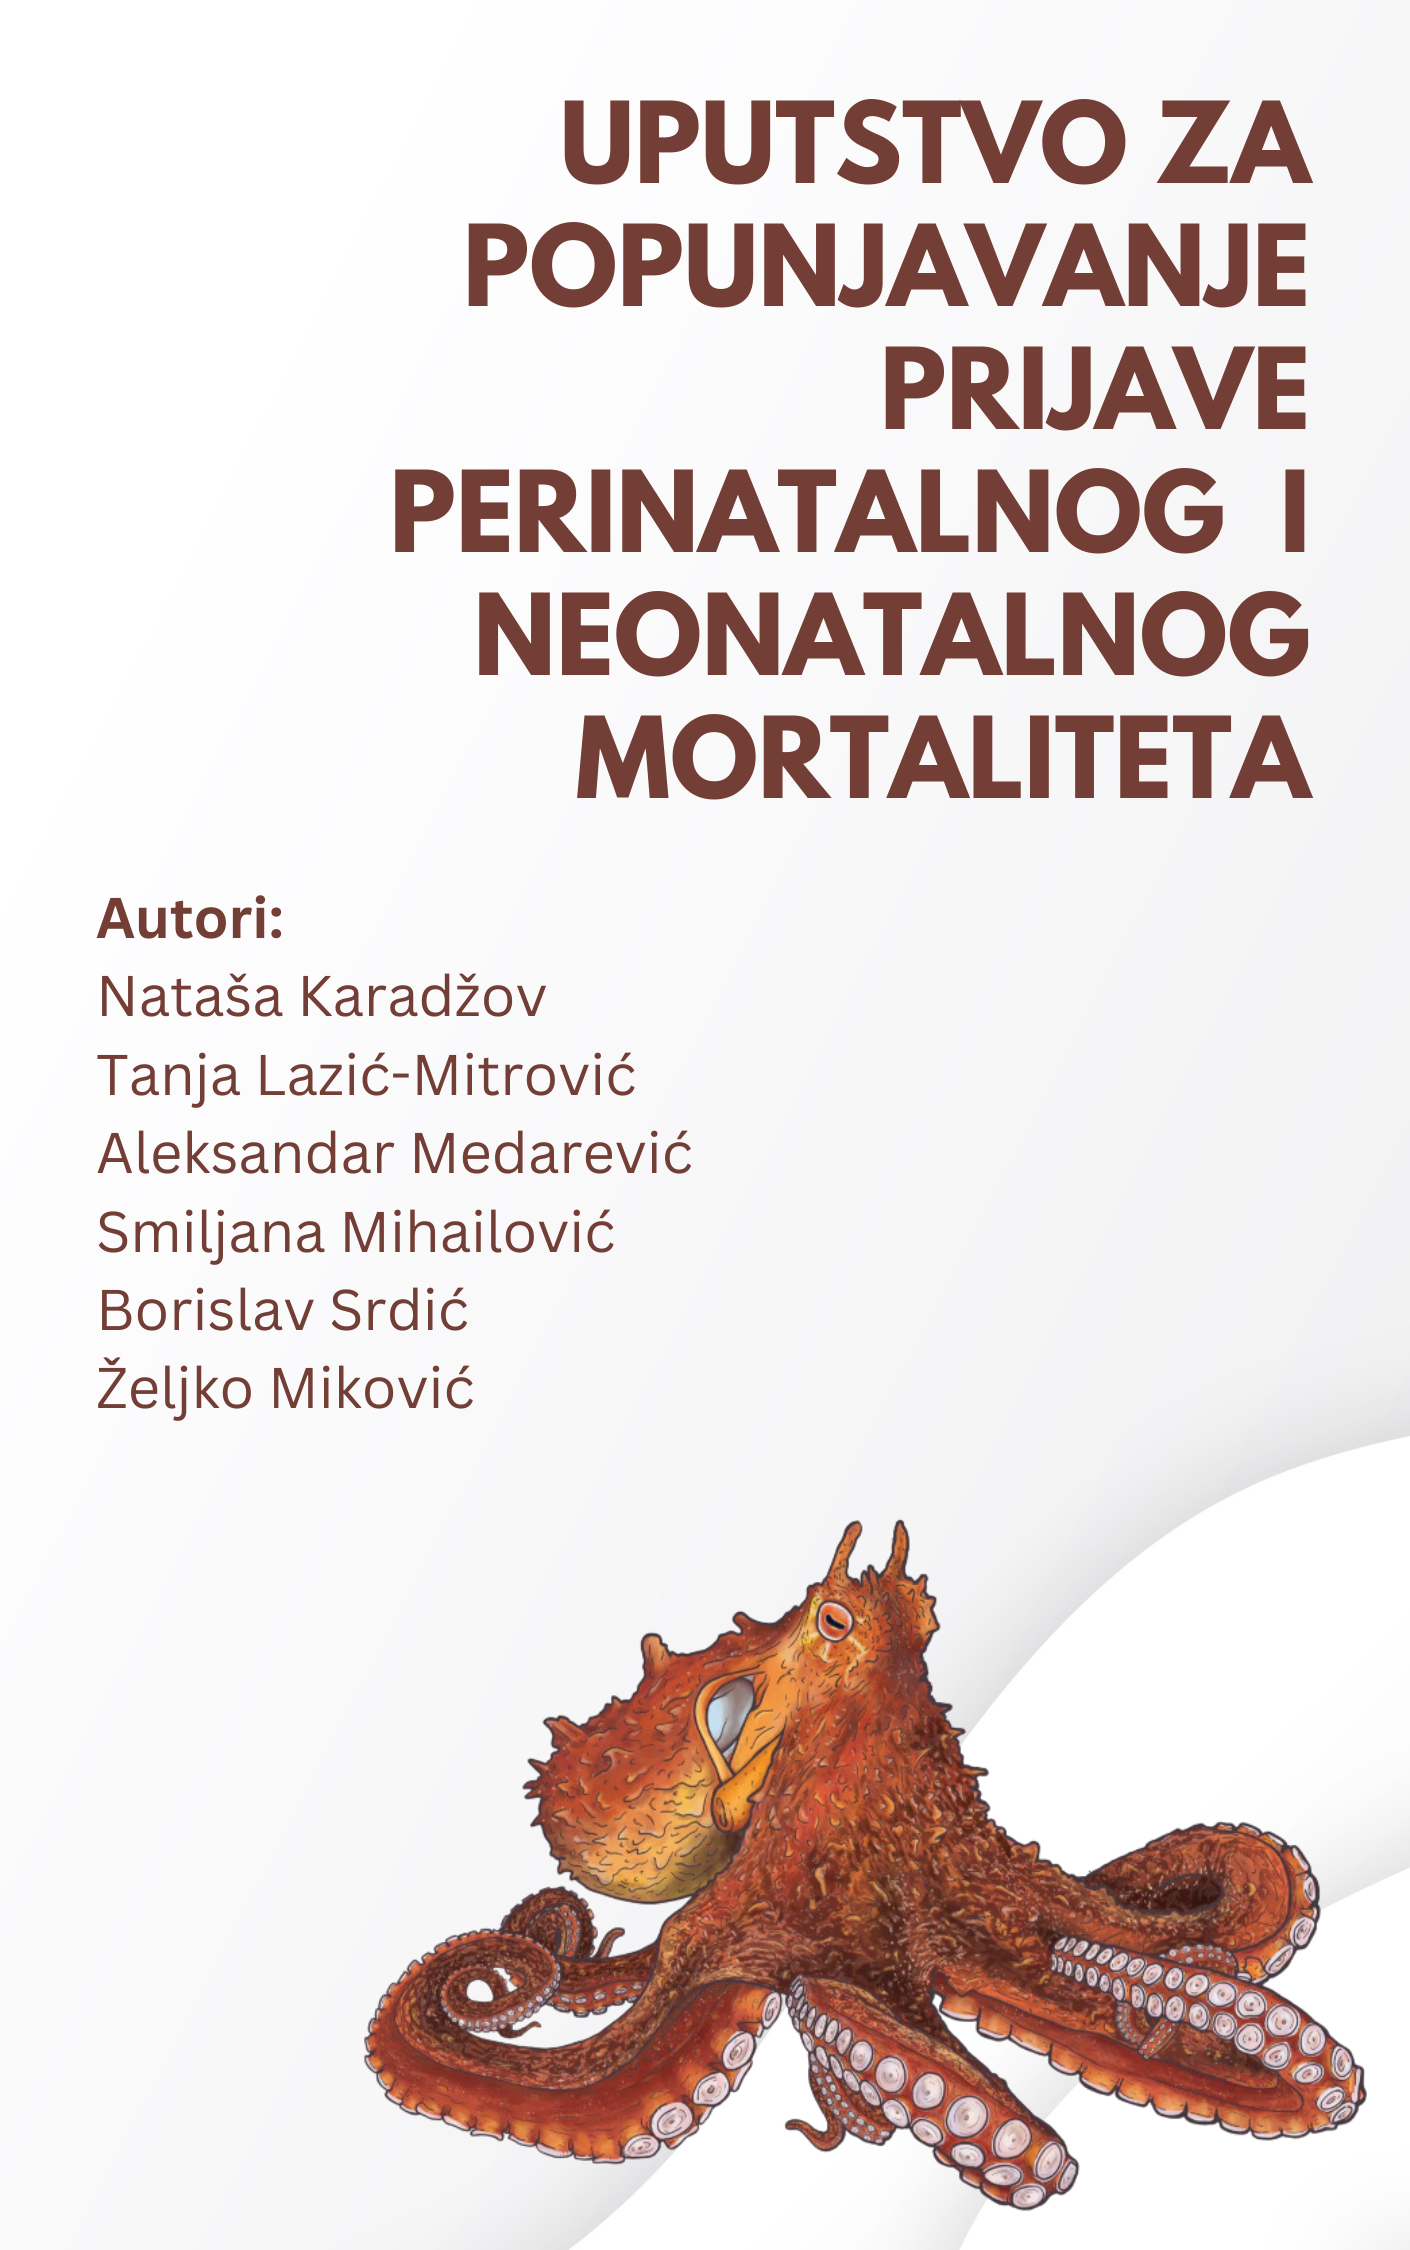 UPUTSTVO ZA
POPUNJAVANJE
PRIJAVE
PERINATALNOG I
NEONATALNOG
MORTALITETA
Autori:
Nataša Karadžov
Tanja Lazić-Mitrović
Aleksandar Medarević
Smiljana Mihailović
Borislav Srdić
Željko Miković